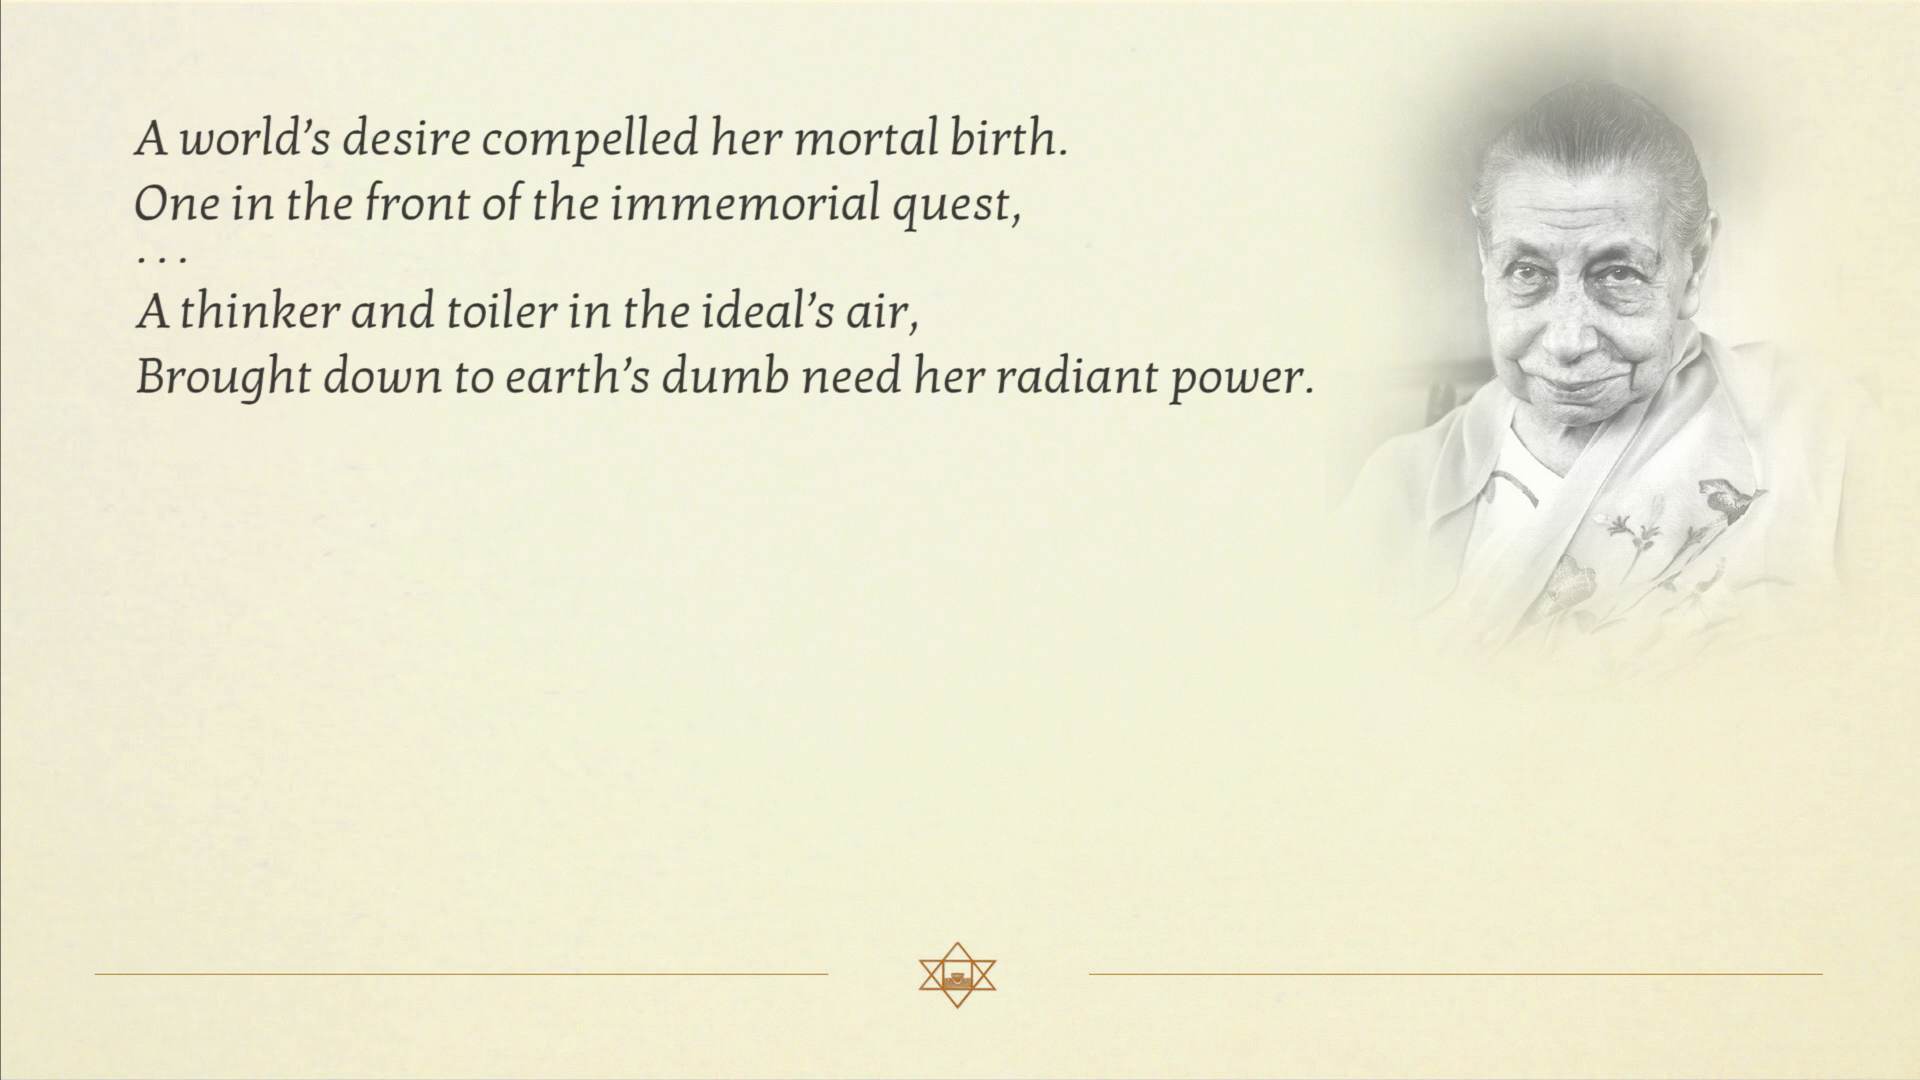 A world’s desire compelled her mortal birth.
One in the front of the immemorial quest,
. . .
A thinker and toiler in the ideal’s air,
Brought down to earth’s dumb need her radiant power.